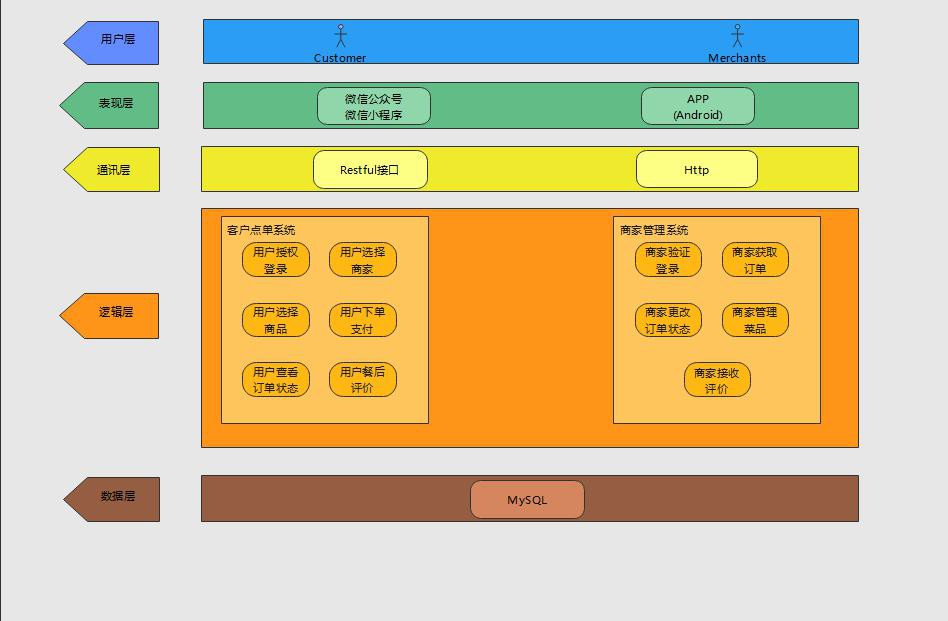 用户层
Customer
Merchants
表现层
微信公众号
微信小程序
APP
(Android)
通讯层
Restful接口
Http
逻辑层
客户点单系统
用户授权
登录
用户选择
商家
用户选择
商品
用户下单
支付
用户查看
订单状态
用户餐后
评价
商家管理系统
商家验证
登录
商家获取
订单
商家更改
订单状态
商家管理
菜品
商家接收
评价
数据层
MySQL